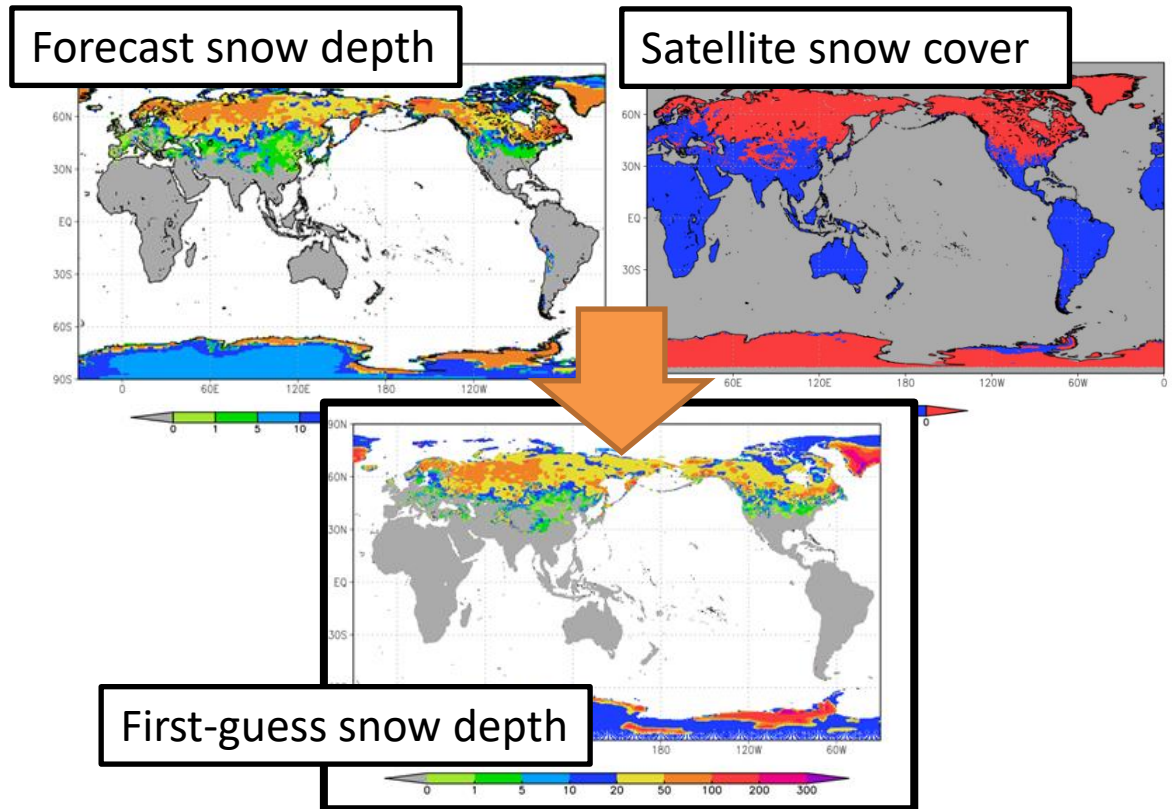 Forecast snow depth
Satellite snow cover
60N
30N
EQ
30S
60S
90S
0 60E 120E 180 120W
60N
30N
EQ
30S
60E 120E 180 120W 60W 0
0 1 5 10
0
90N
60N
30N
EQ
30S
First-guess snow depth
180 120W 60W
0 1 5 10 20 50 100 200 300